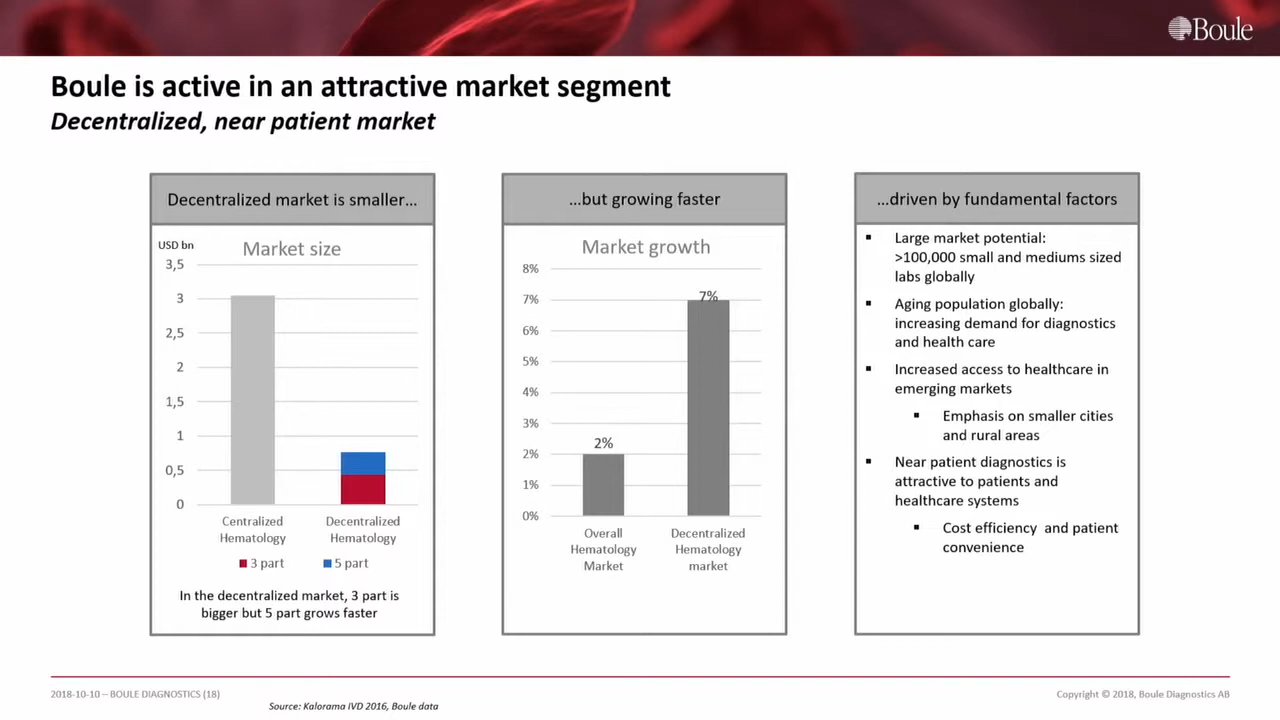 Boule
Boule is active in an attractive market segment
Decentralized, near patient market
Decentralized market is smaller…
USD bn
Market size
3,5
3
2,5
2
1,5
1
0,5
0
Centralized
Hematology
Decentralized
Hematology
3 part
5 part
In the decentralized market, 3 part is
bigger but 5 part grows faster
…but growing faster
Market growth
8%
7%
6%
5%
4%
3%
2%
1%
0%
2%
7%
Overall
Hematology
Market
Decentralized
Hematology
market
…driven by fundamental factors
▪ Large market potential:
>100,000 small and mediums sized
labs globally
▪ Aging population globally:
increasing demand for diagnostics
and health care
▪ Increased access to healthcare in
emerging markets
▪ Emphasis on smaller cities
and rural areas
▪ Near patient diagnostics is
attractive to patients and
healthcare systems
▪ Cost efficiency and patient
convenience
2018-10-10 – BOULE DIAGNOSTICS (18)
Source: Kalorama IVD 2016, Boule data
Copyright © 2018, Boule Diagnostics AB